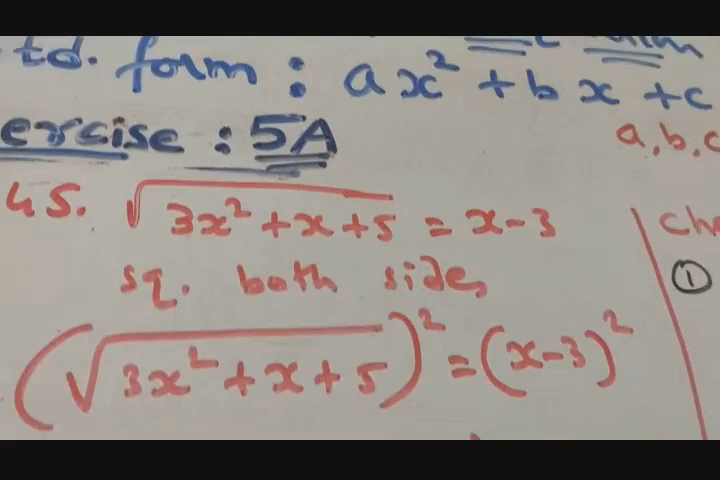 td. form : ax² + bx + c
ercise : 5A
a, b, c
45. √3x² + x + 5 = x - 3
sq. both sides
(√3x² + x + 5)² = (x - 3)²
①